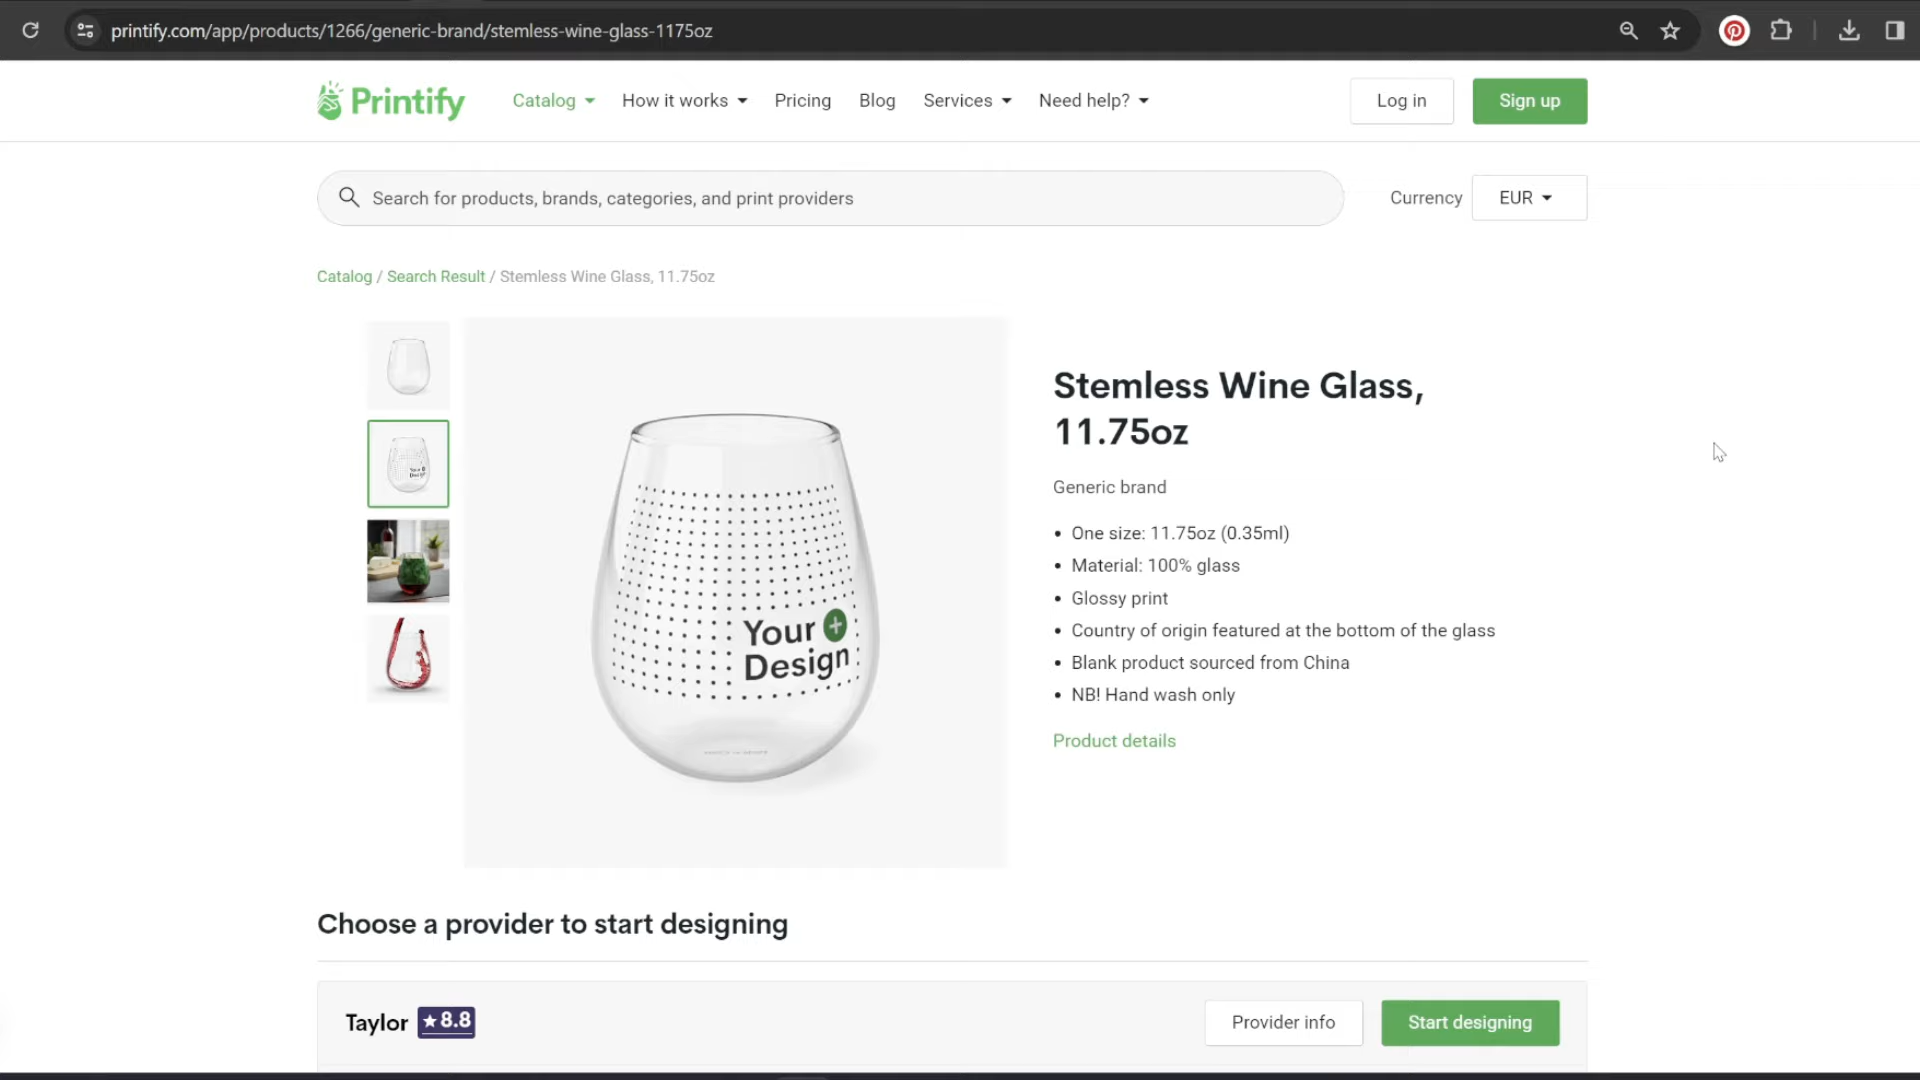 printify.com/app/products/1266/generic-brand/stemless-wine-glass-1175oz
Printify
Catalog
How it works
Pricing
Blog
Services
Need help?
Log in
Sign up
Search for products, brands, categories, and print providers
Currency
EUR
Catalog / Search Result / Stemless Wine Glass, 11.75oz
Your
Design
Your
Design
Stemless Wine Glass,
11.75oz
Generic brand
• One size: 11.75oz (0.35ml)
• Material: 100% glass
• Glossy print
• Country of origin featured at the bottom of the glass
• Blank product sourced from China
• NB! Hand wash only
Product details
Choose a provider to start designing
Taylor ★8.8
Provider info
Start designing